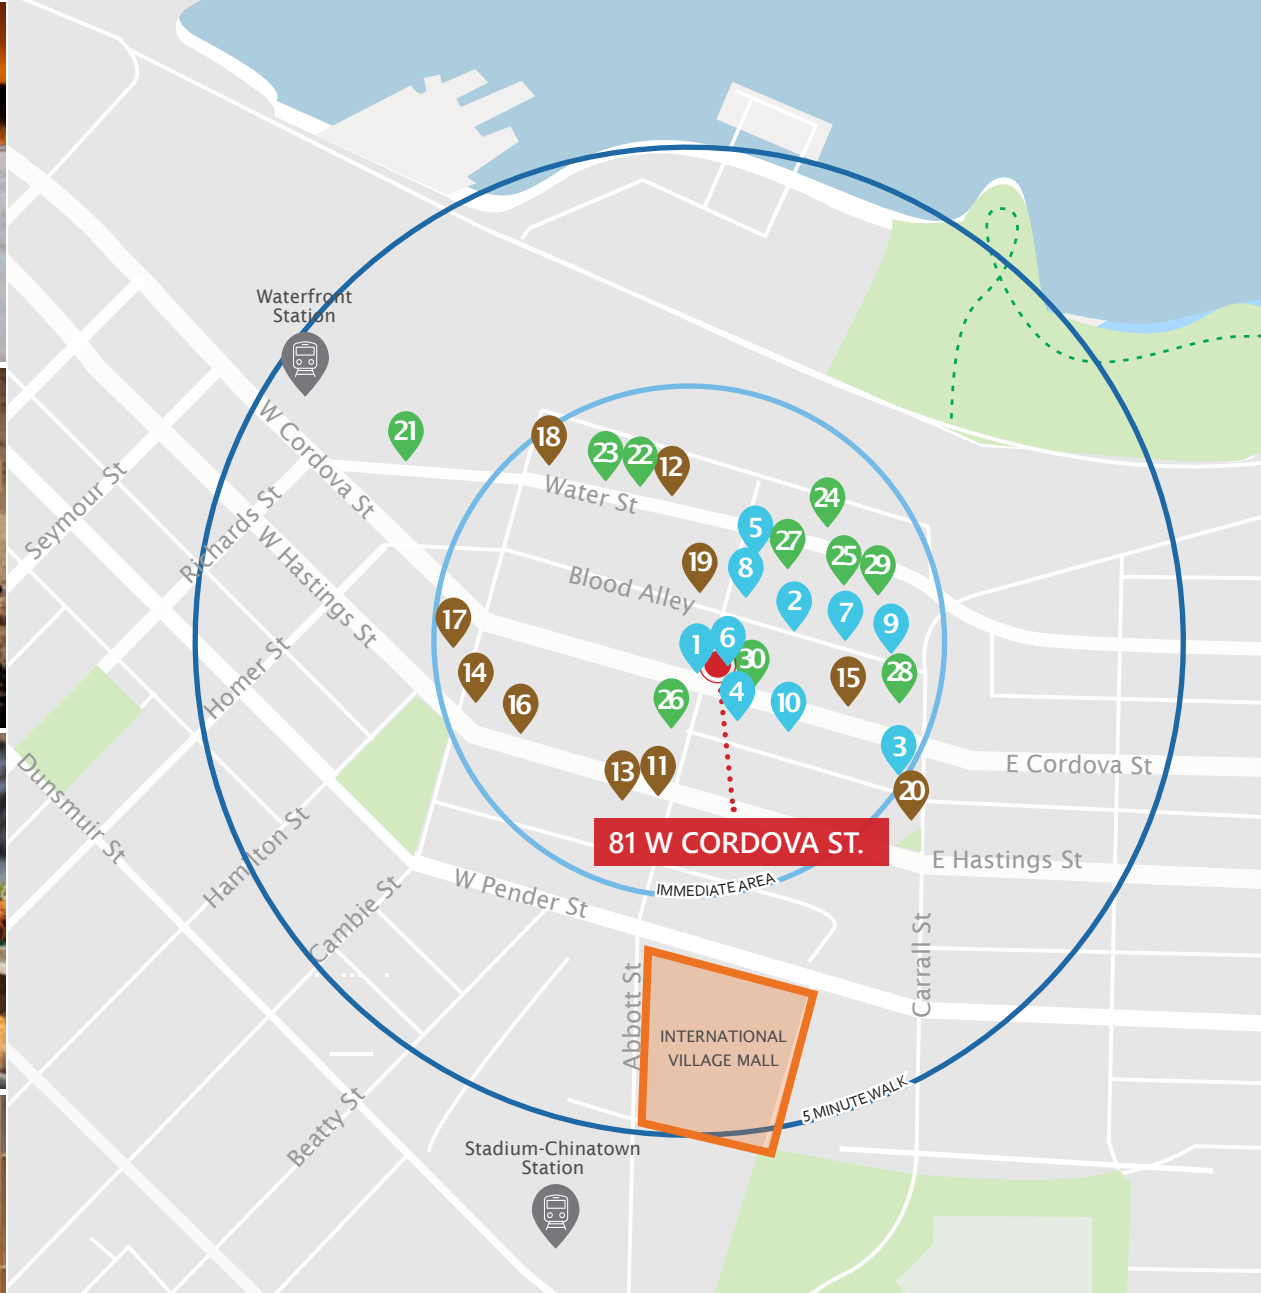 Waterfront
Station
21
18
23
22
12
W Cordova St
Water St
24
5
27
25
29
Seymour St
Richards St
W Hastings St
19
8
Blood Alley
2
7
9
17
1
6
30
14
15
28
Homer St
16
26
4
10
3
E Cordova St
13
11
20
Dunsmuir St
81 W CORDOVA ST.
Hamilton St
E Hastings St
IMMEDIATE AREA
W Pender St
Cambie St
Carrall St
Abbott St
INTERNATIONAL
VILLAGE MALL
5 MINUTE WALK
Beatty St
Stadium-Chinatown
Station